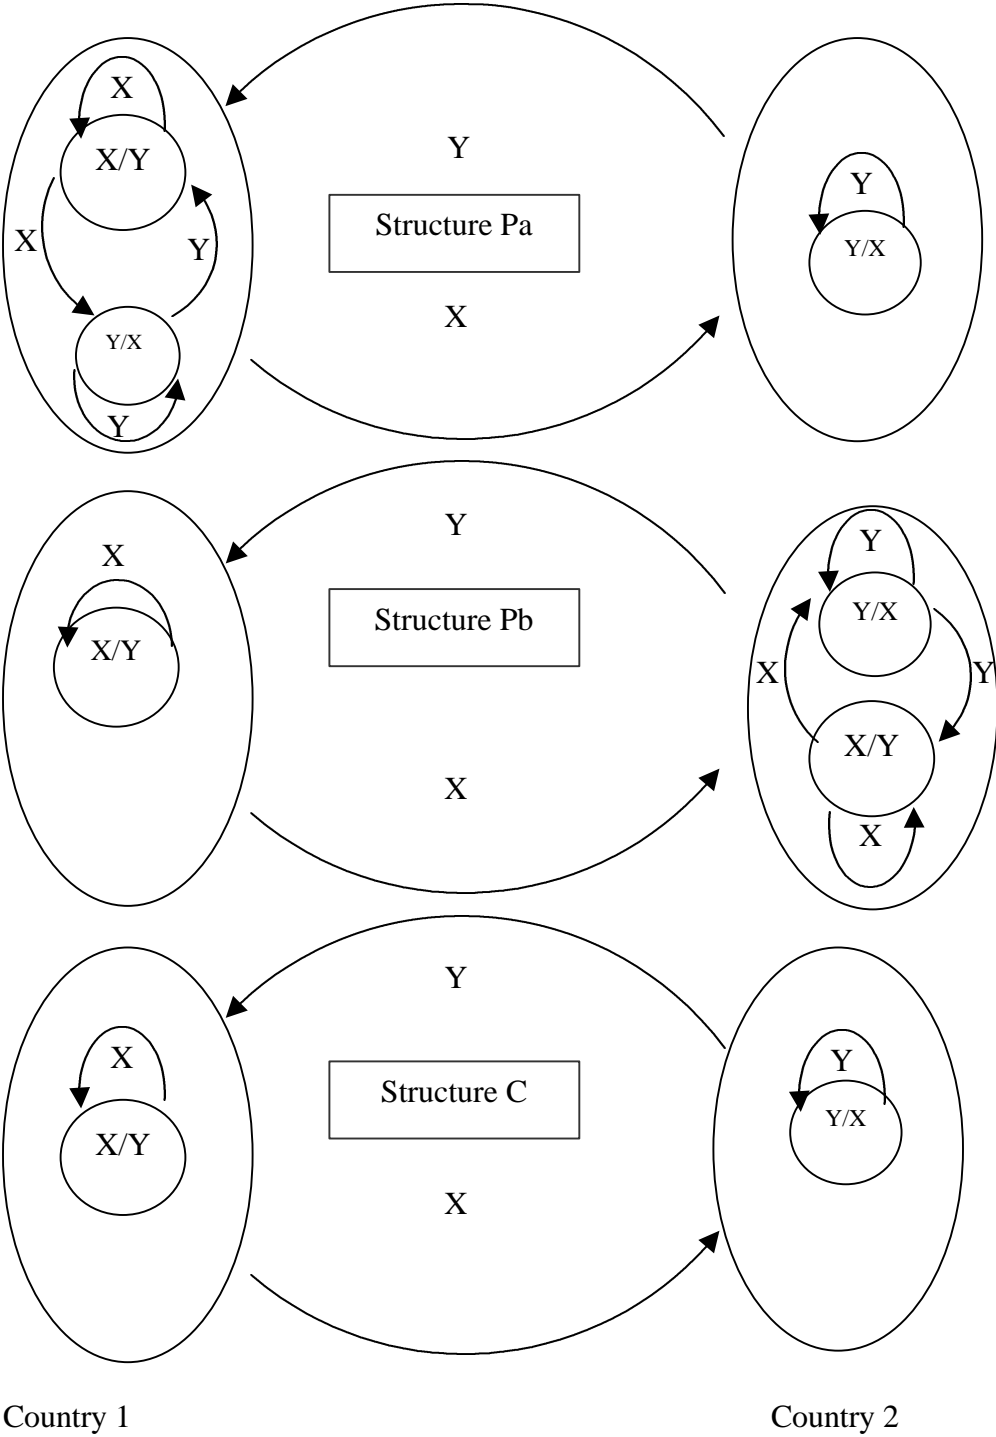 X
X/Y
X
Y
Y/X
Y
Y
Structure Pa
X
Y
Y/X
X
X/Y
Y
Structure Pb
X
Y
Y/X
X
Y
X/Y
X
X
X/Y
Y
Structure C
X
Y
Y/X
Country 1
Country 2